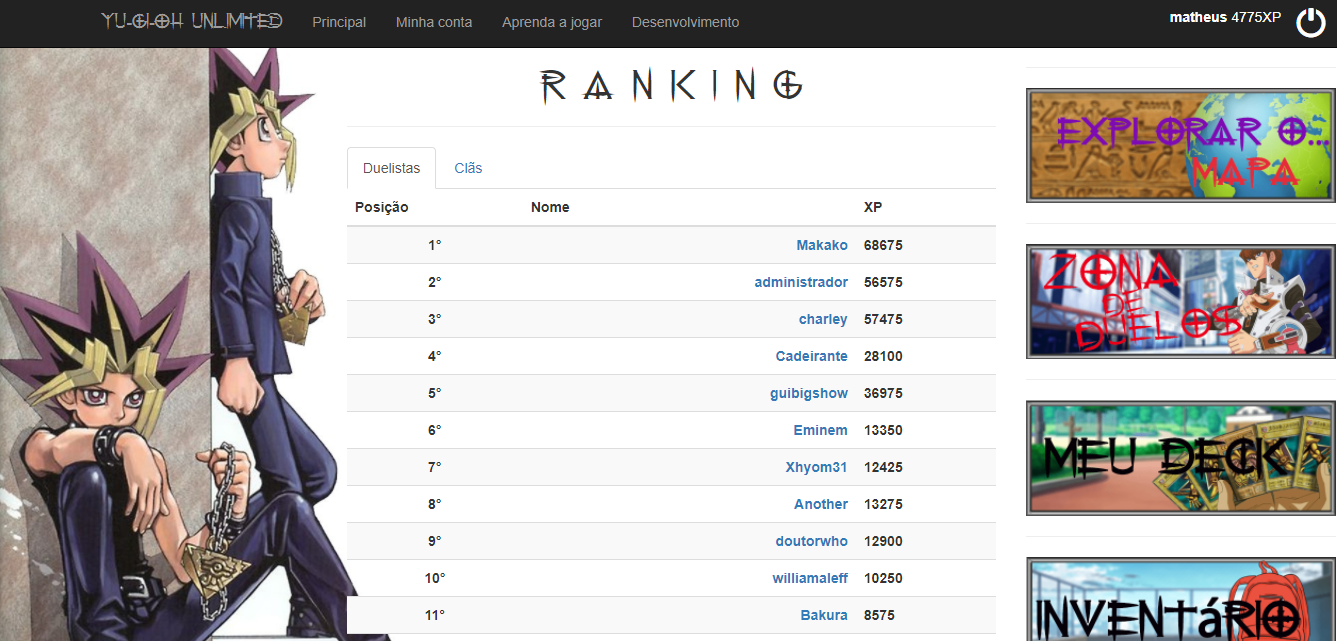 YU-GI-OH UNLIMITED Principal Minha conta Aprenda a jogar Desenvolvimento matheus 4775XP
RANKING
Duelistas Clãs
Posição Nome XP
1° Makako 68675
2° administrador 56575
3° charley 57475
4° Cadeirante 28100
5° guibigshow 36975
6° Eminem 13350
7° Xhyom31 12425
8° Another 13275
9° doutorwho 12900
10° williamaleff 10250
11° Bakura 8575
EXPLORAR O...
MAPA
ZONA
DE
DUELOS
MEU DECK
INVENTáRIO